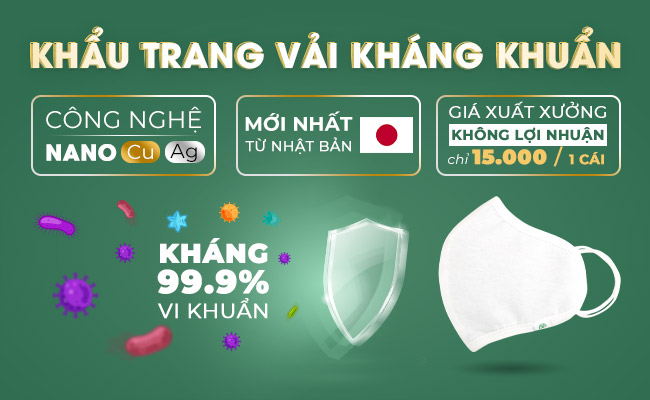 KHẨU TRANG VẢI KHÁNG KHUẨN
CÔNG NGHỆ
NANO Cu Ag
MỚI NHẤT
TỪ NHẬT BẢN
GIÁ XUẤT XƯỞNG
KHÔNG LỢI NHUẬN
chỉ 15.000 / 1 CÁI
KHÁNG
99.9%
VI KHUẨN